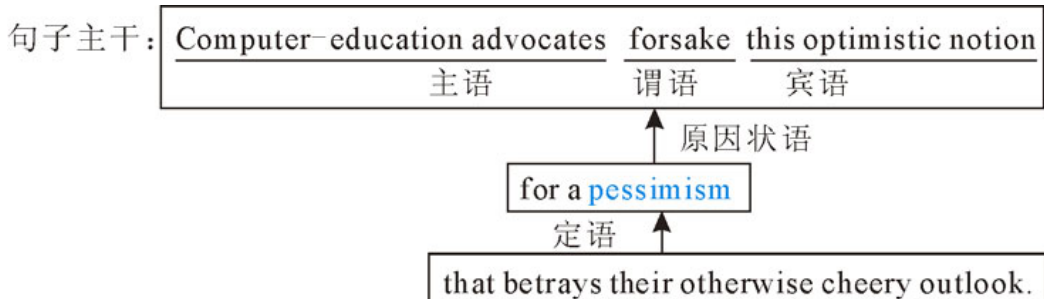 句子主干：Computer-education advocates forsake this optimistic notion
主语 谓语 宾语
原因状语
for a pessimism
定语
that betrays their otherwise cheery outlook.